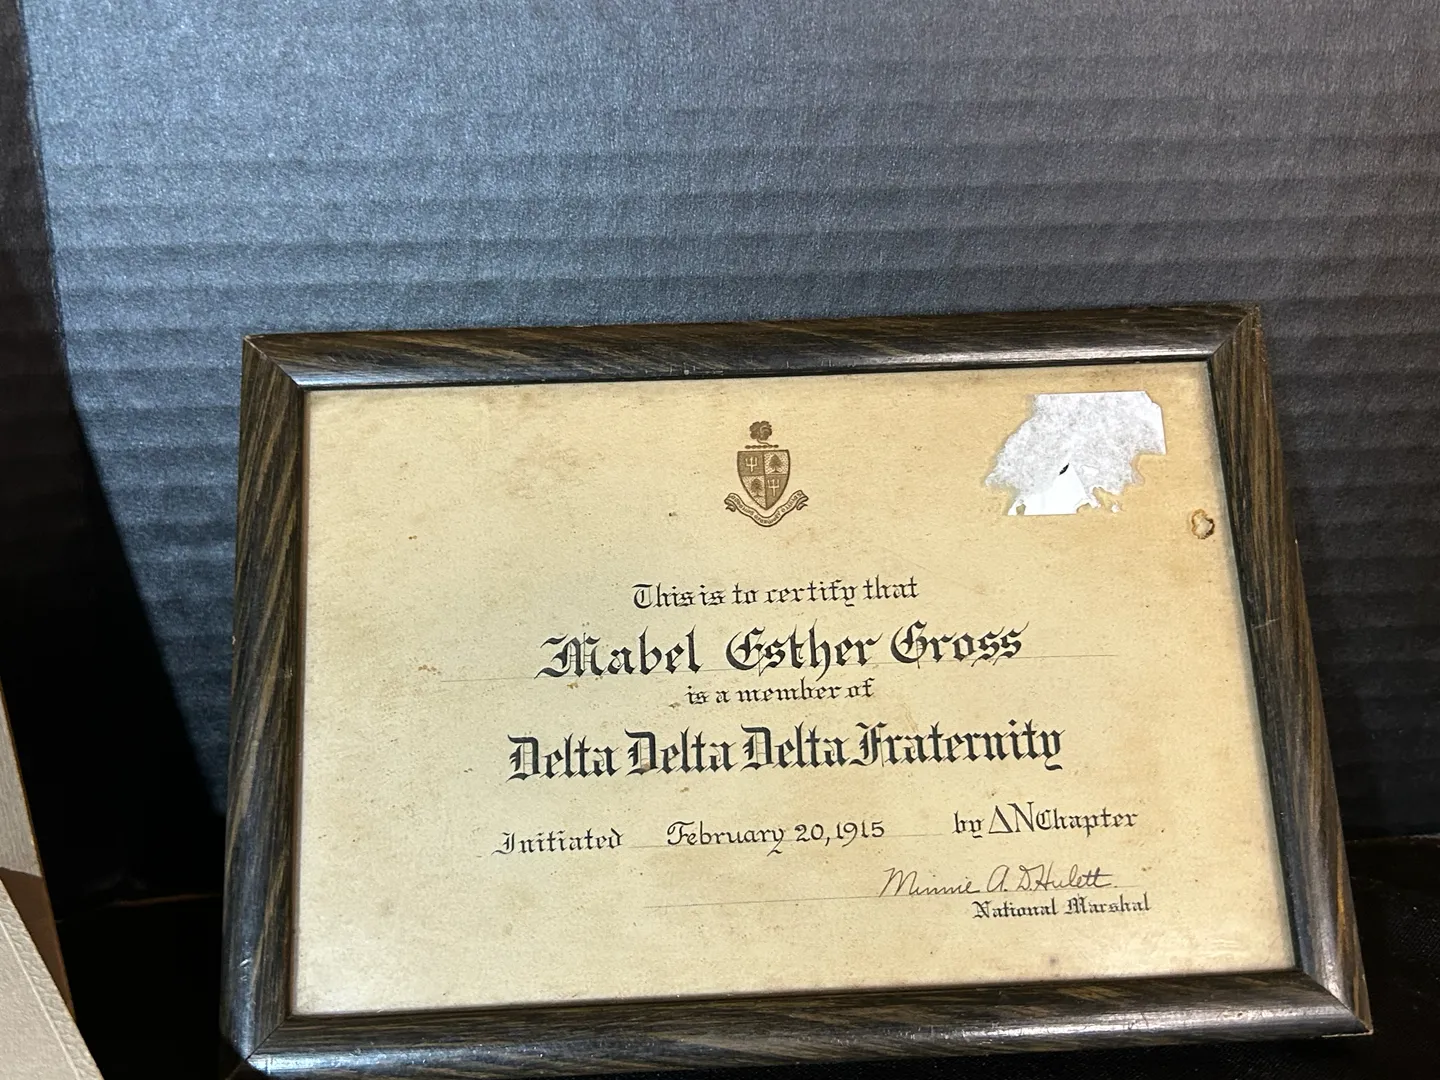 This is to certify that
Mabel Esther Gross
is a member of
Delta Delta Delta Fraternity
Initiated February 20, 1915 by ΔN Chapter
Minnie A. D. Hulett.
National Marshal